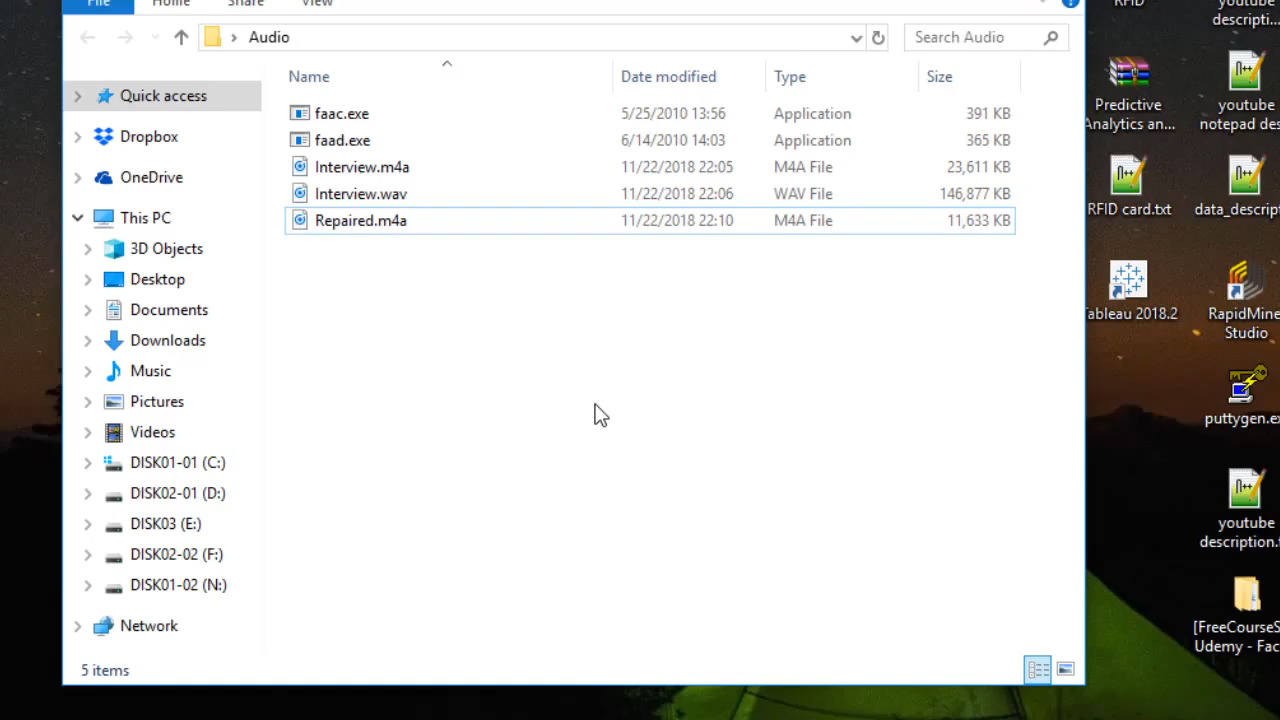 File Home Share View
Audio
Search Audio
Name Date modified Type Size
faac.exe 5/25/2010 13:56 Application 391 KB
faad.exe 6/14/2010 14:03 Application 365 KB
Interview.m4a 11/22/2018 22:05 M4A File 23,611 KB
Interview.wav 11/22/2018 22:06 WAV File 146,877 KB
Repaired.m4a 11/22/2018 22:10 M4A File 11,633 KB
Quick access
Dropbox
OneDrive
This PC
3D Objects
Desktop
Documents
Downloads
Music
Pictures
Videos
DISK01-01 (C:)
DISK02-01 (D:)
DISK03 (E:)
DISK02-02 (F:)
DISK01-02 (N:)
Network
5 items
RFID
youtube
descripti...
Predictive
Analytics an...
youtube
notepad des
RFID card.txt
data_descript
Tableau 2018.2
RapidMine
Studio
puttygen.ex
youtube
description.t
[FreeCourseS
Udemy - Fac